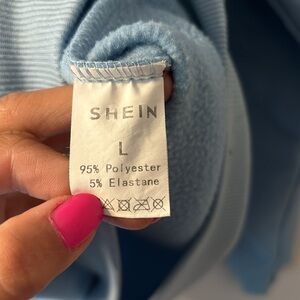 SHEIN
L
95% Polyester
5% Elastane